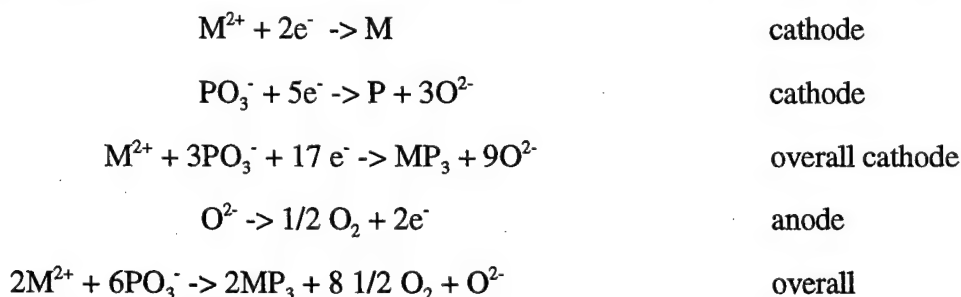 M²⁺ + 2e⁻ -> M cathode
PO₃⁻ + 5e⁻ -> P + 3O²⁻ cathode
M²⁺ + 3PO₃⁻ + 17 e⁻ -> MP₃ + 9O²⁻ overall cathode
O²⁻ -> 1/2 O₂ + 2e⁻ anode
2M²⁺ + 6PO₃⁻ -> 2MP₃ + 8 1/2 O₂ + O²⁻ overall